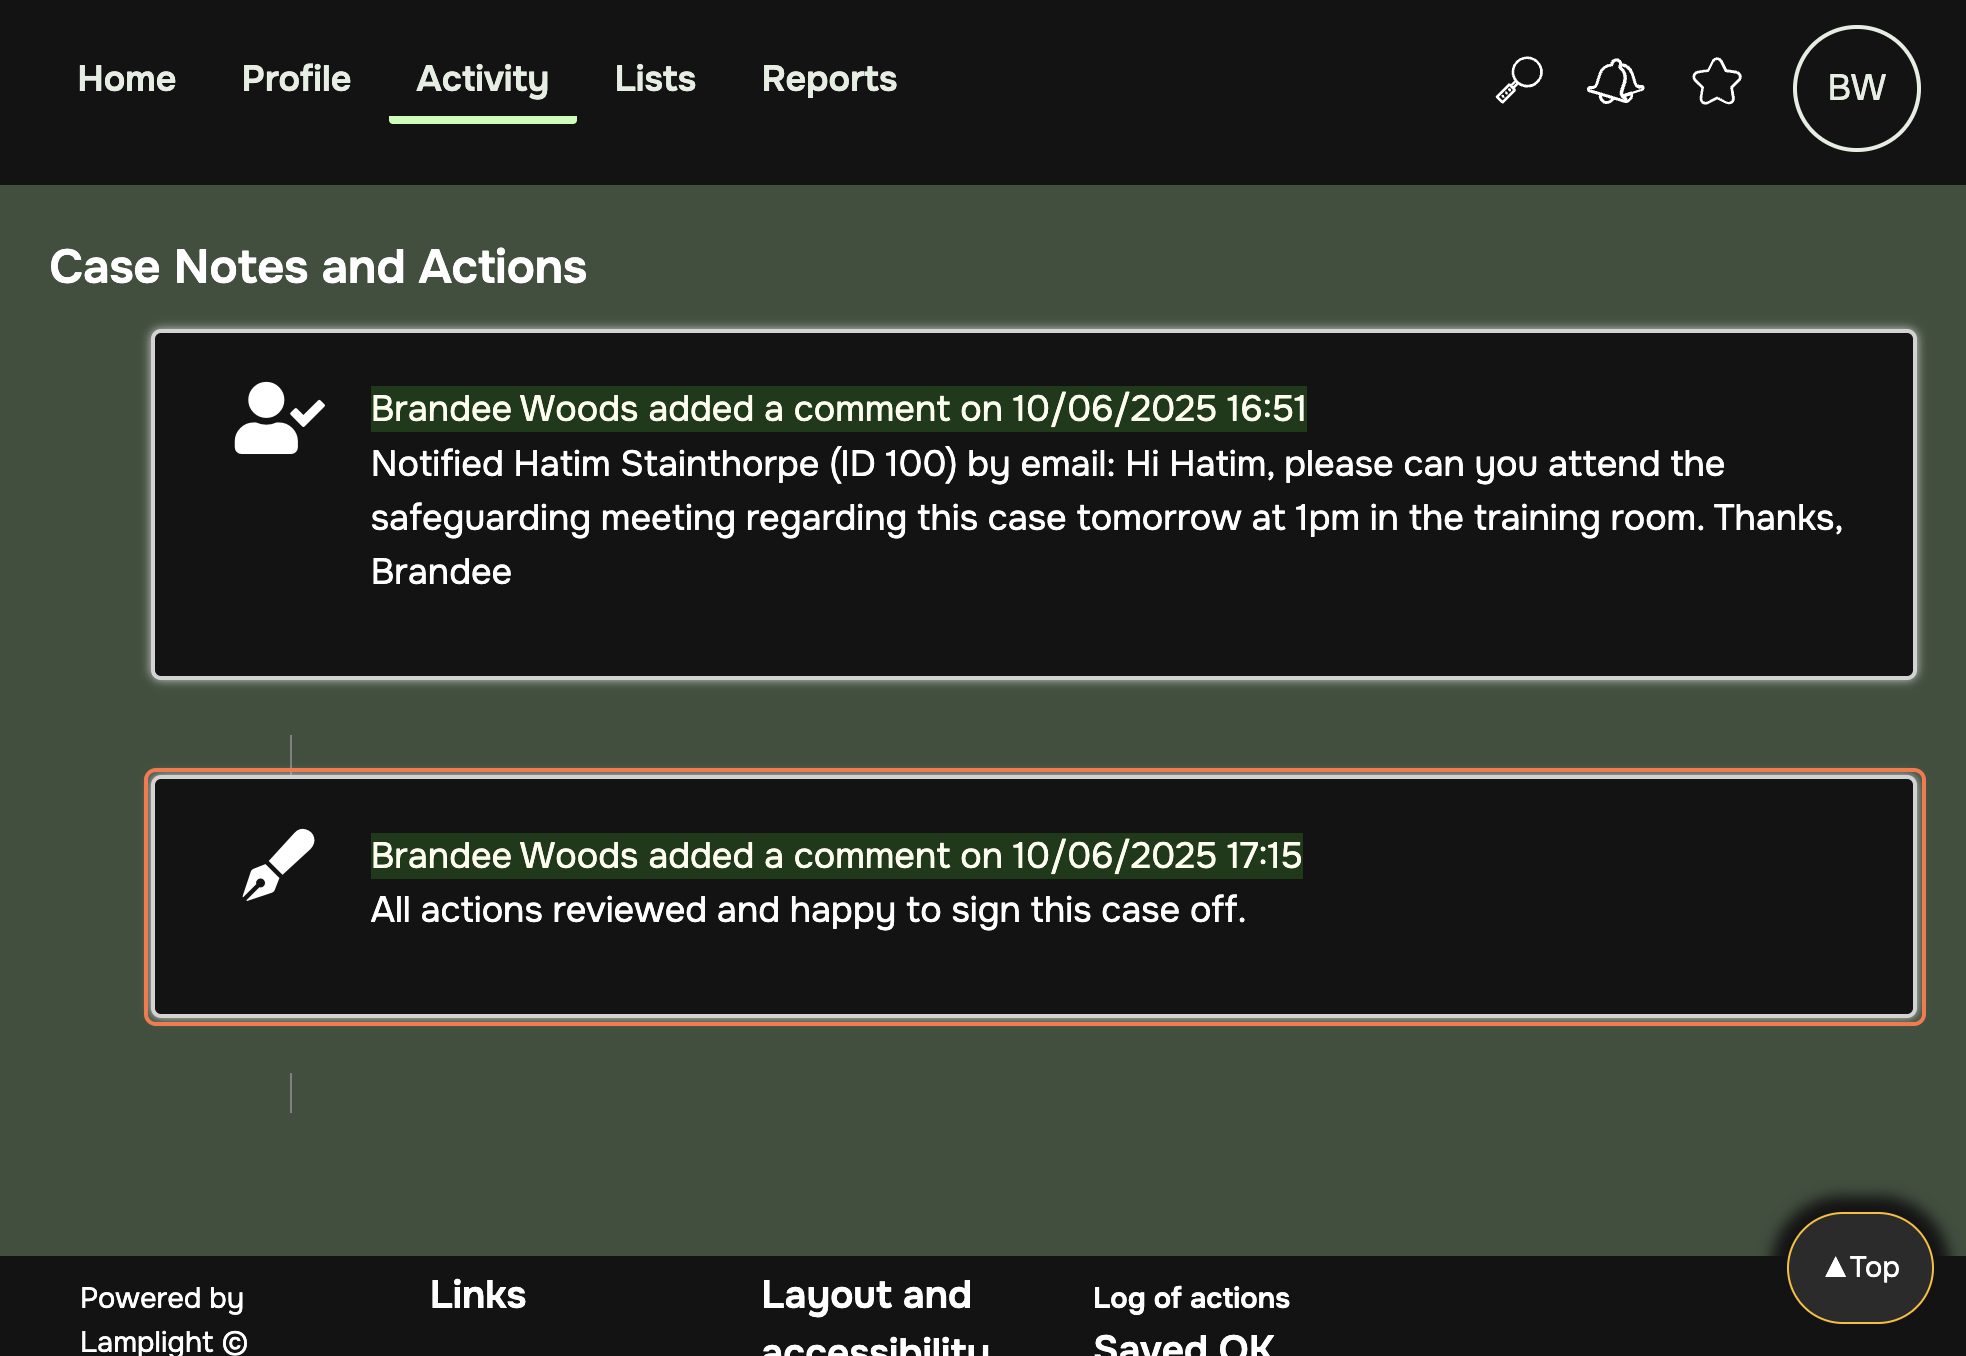 Home Profile Activity Lists Reports BW
Case Notes and Actions
Brandee Woods added a comment on 10/06/2025 16:51
Notified Hatim Stainthorpe (ID 100) by email: Hi Hatim, please can you attend the
safeguarding meeting regarding this case tomorrow at 1pm in the training room. Thanks,
Brandee
Brandee Woods added a comment on 10/06/2025 17:15
All actions reviewed and happy to sign this case off.
▲Top
Powered by
Lamplight ©
Links
Layout and
accessibility
Log of actions
Saved OK